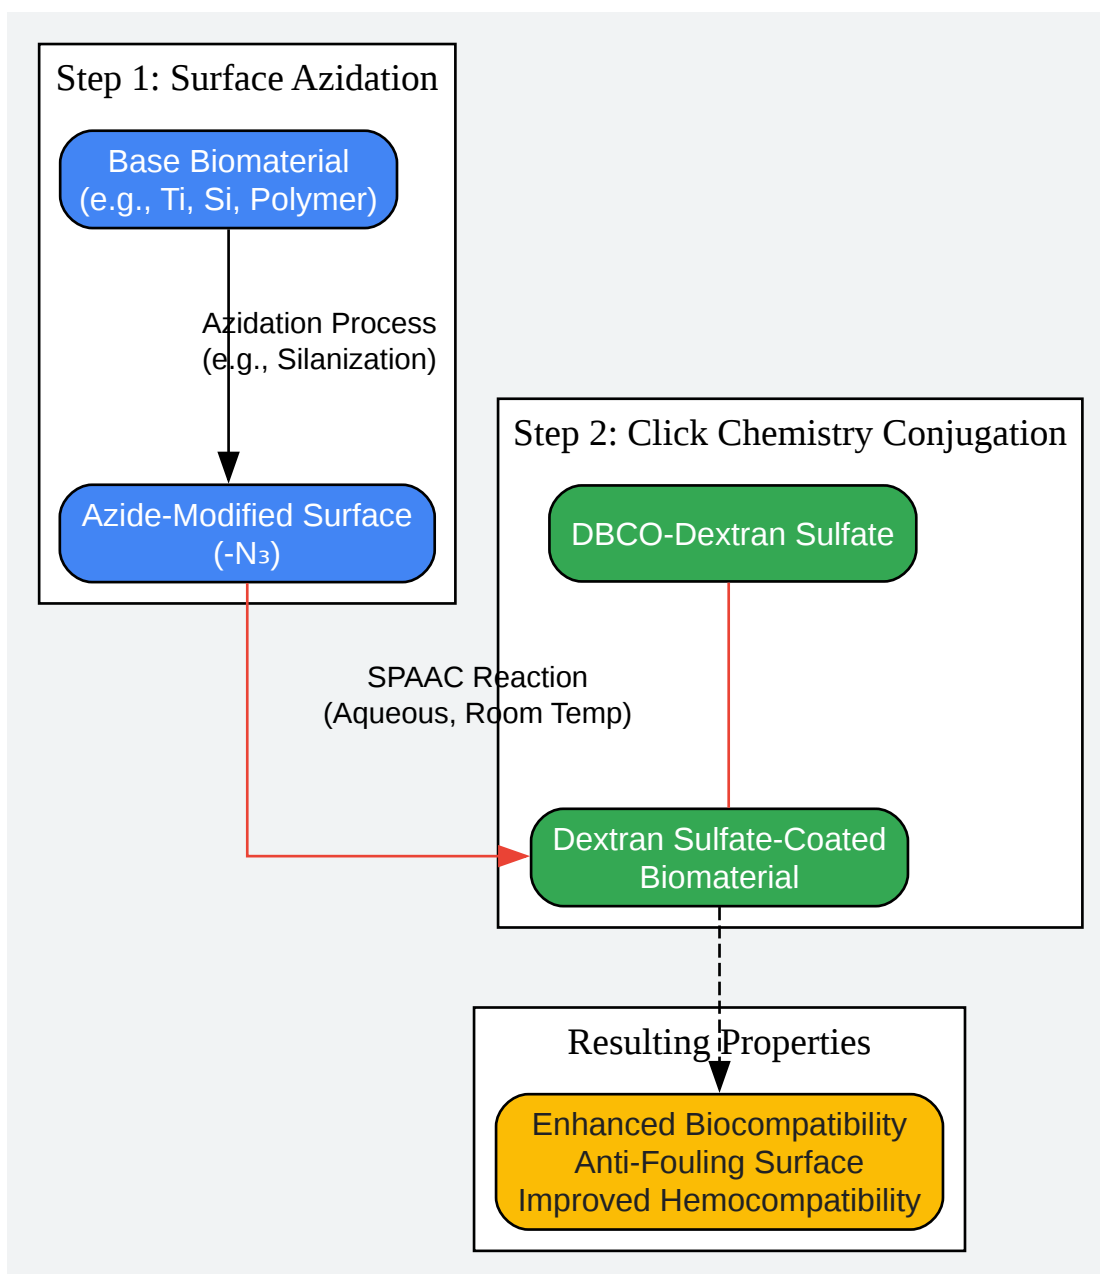 Step 1: Surface Azidation
Base Biomaterial
(e.g., Ti, Si, Polymer)
Azidation Process
(e.g., Silanization)
Azide-Modified Surface
(-N₃)
Step 2: Click Chemistry Conjugation
DBCO-Dextran Sulfate
SPAAC Reaction
(Aqueous, Room Temp)
Dextran Sulfate-Coated
Biomaterial
Resulting Properties
Enhanced Biocompatibility
Anti-Fouling Surface
Improved Hemocompatibility